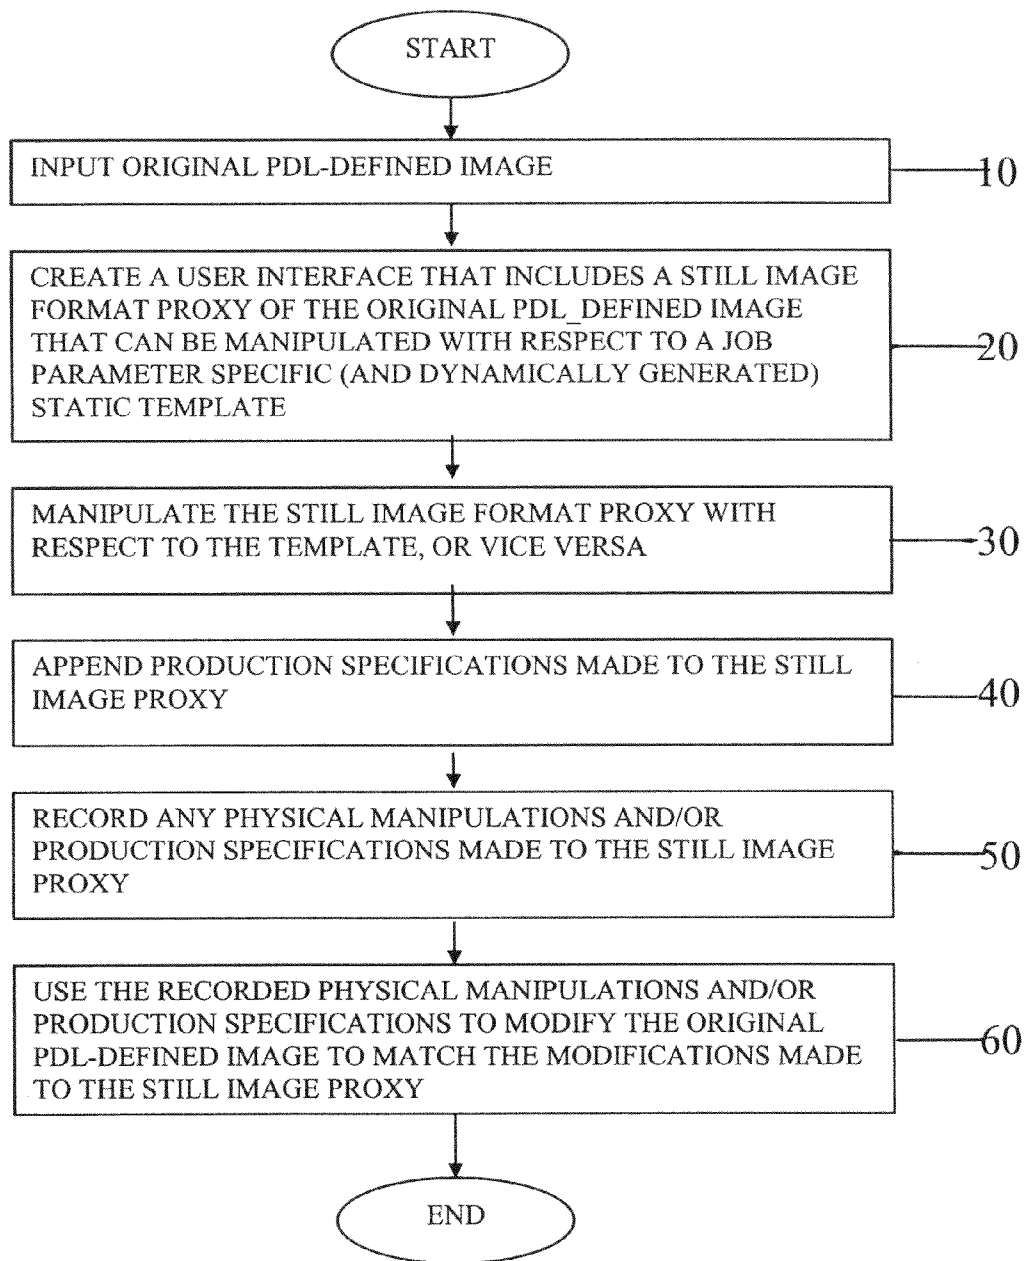 START
INPUT ORIGINAL PDL-DEFINED IMAGE
10
CREATE A USER INTERFACE THAT INCLUDES A STILL IMAGE
FORMAT PROXY OF THE ORIGINAL PDL_DEFINED IMAGE
THAT CAN BE MANIPULATED WITH RESPECT TO A JOB
PARAMETER SPECIFIC (AND DYNAMICALLY GENERATED)
STATIC TEMPLATE
20
MANIPULATE THE STILL IMAGE FORMAT PROXY WITH
RESPECT TO THE TEMPLATE, OR VICE VERSA
30
APPEND PRODUCTION SPECIFICATIONS MADE TO THE STILL
IMAGE PROXY
40
RECORD ANY PHYSICAL MANIPULATIONS AND/OR
PRODUCTION SPECIFICATIONS MADE TO THE STILL IMAGE
PROXY
50
USE THE RECORDED PHYSICAL MANIPULATIONS AND/OR
PRODUCTION SPECIFICATIONS TO MODIFY THE ORIGINAL
PDL-DEFINED IMAGE TO MATCH THE MODIFICATIONS MADE
TO THE STILL IMAGE PROXY
60
END